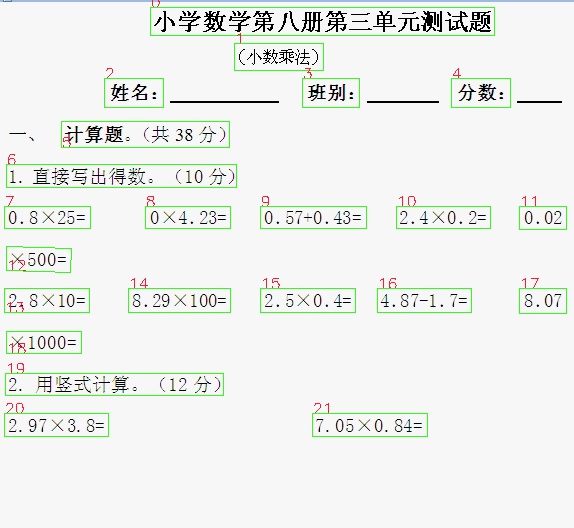 小学数学第八册第三单元测试题
（小数乘法）
姓名： 班别： 分数：
一、 计算题。（共 38 分）
1. 直接写出得数。（10 分）
0.8×25= 0×4.23= 0.57+0.43= 2.4×0.2= 0.02
×500=
2.8×10= 8.29×100= 2.5×0.4= 4.87-1.7= 8.07
×1000=
2. 用竖式计算。（12 分）
2.97×3.8= 7.05×0.84=